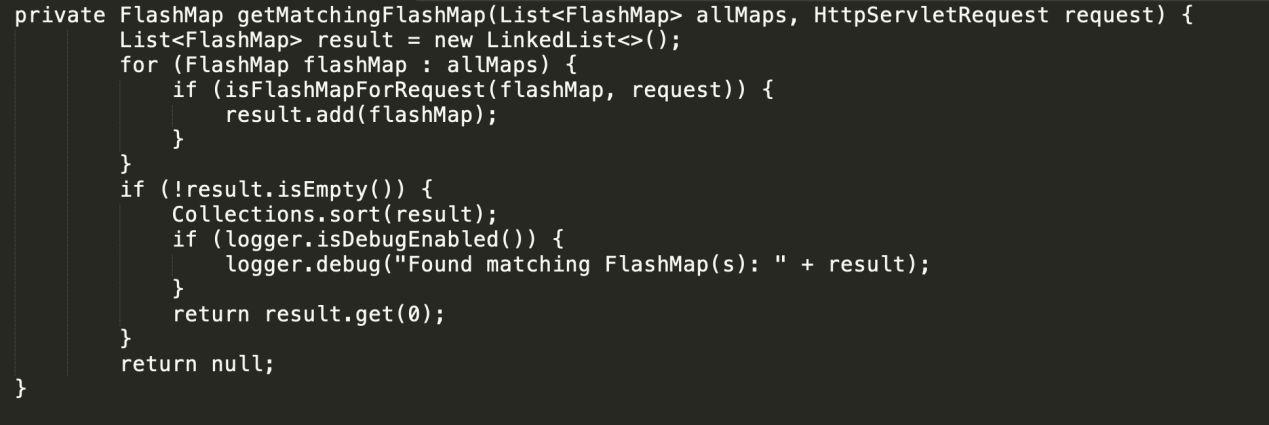 private FlashMap getMatchingFlashMap(List<FlashMap> allMaps, HttpServletRequest request) {
        List<FlashMap> result = new LinkedList<>();
        for (FlashMap flashMap : allMaps) {
            if (isFlashMapForRequest(flashMap, request)) {
                result.add(flashMap);
            }
        }
        if (!result.isEmpty()) {
            Collections.sort(result);
            if (logger.isDebugEnabled()) {
                logger.debug("Found matching FlashMap(s): " + result);
            }
            return result.get(0);
        }
        return null;
}